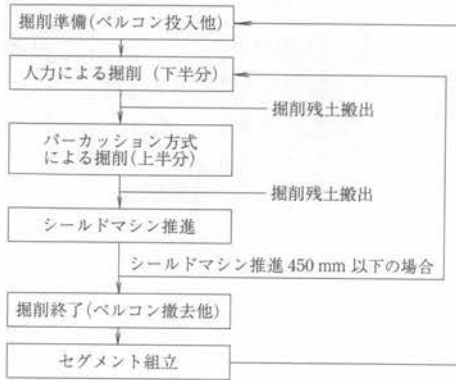 掘削準備(ベルコン投入他)
人力による掘削（下半分）
掘削残土搬出
パーカッション方式
による掘削(上半分)
掘削残土搬出
シールドマシン推進
シールドマシン推進 450 mm 以下の場合
掘削終了(ベルコン撤去他)
セグメント組立